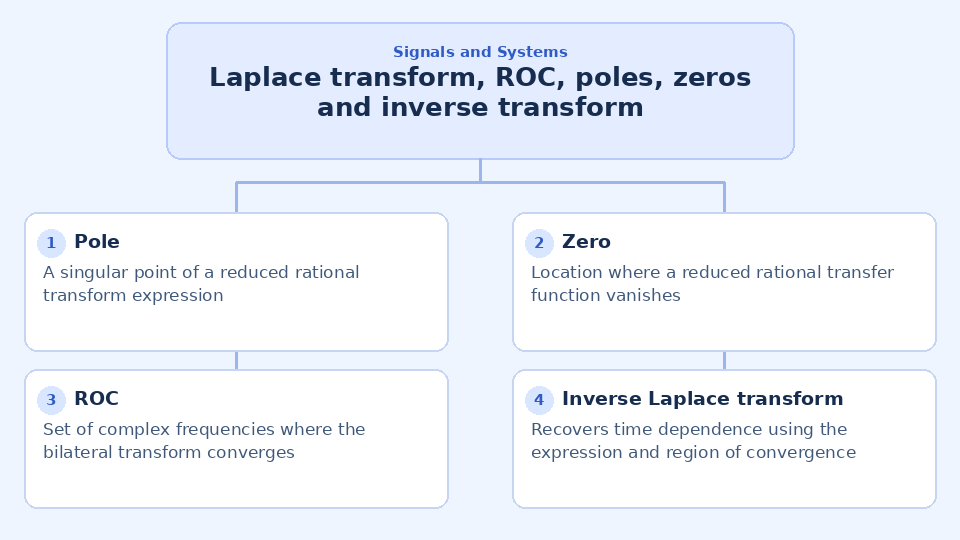 Signals and Systems
Laplace transform, ROC, poles, zeros
and inverse transform
1 Pole
A singular point of a reduced rational
transform expression
2 Zero
Location where a reduced rational transfer
function vanishes
3 ROC
Set of complex frequencies where the
bilateral transform converges
4 Inverse Laplace transform
Recovers time dependence using the
expression and region of convergence